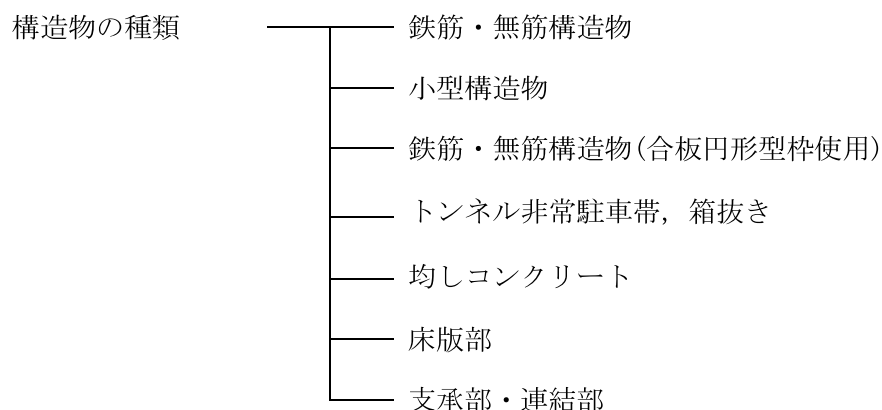 構造物の種類
鉄筋・無筋構造物
小型構造物
鉄筋・無筋構造物(合板円形型枠使用)
トンネル非常駐車帯，箱抜き
均しコンクリート
床版部
支承部・連結部